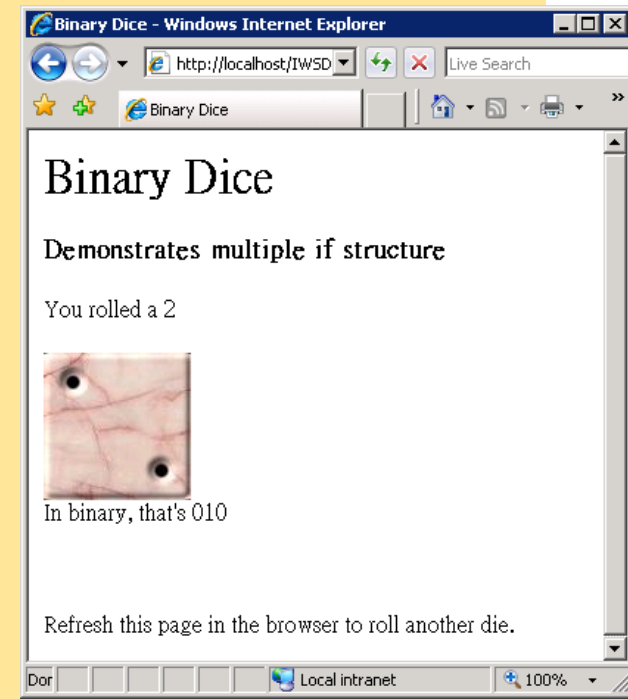 Binary Dice - Windows Internet Explorer
http://localhost/IWSD
Live Search
Binary Dice
»
Binary Dice
Demonstrates multiple if structure
You rolled a 2
In binary, that's 010
Refresh this page in the browser to roll another die.
Dor
Local intranet
100%